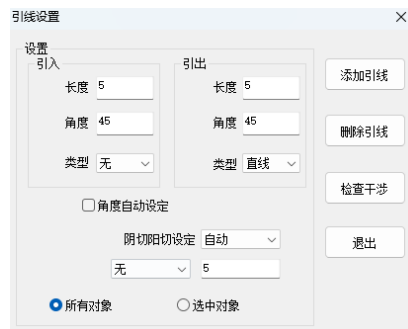 引线设置
设置
引入
引出
长度 5
长度 5
添加引线
角度 45
角度 45
删除引线
类型 无
类型 直线
检查干涉
角度自动设定
阴切阳切设定 自动
退出
无 5
所有对象
选中对象